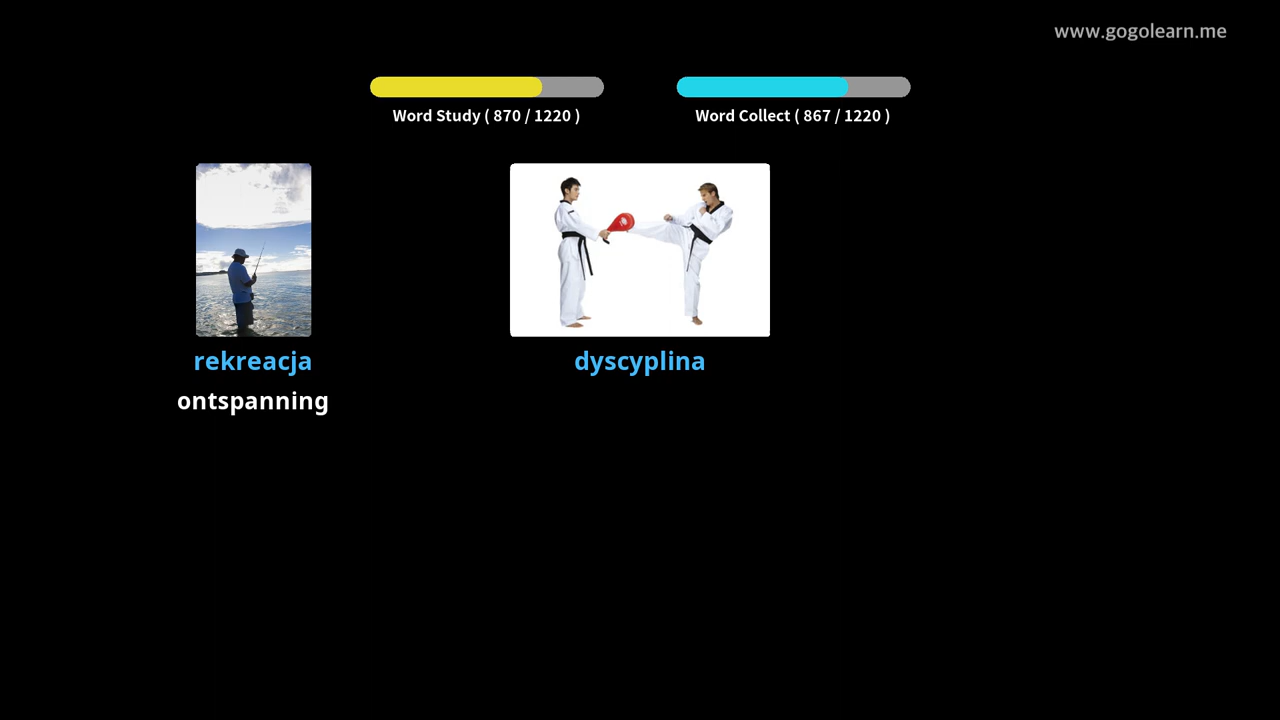 www.gogolearn.me
Word Study ( 870 / 1220 )
Word Collect ( 867 / 1220 )
rekreacja
dyscyplina
ontspanning